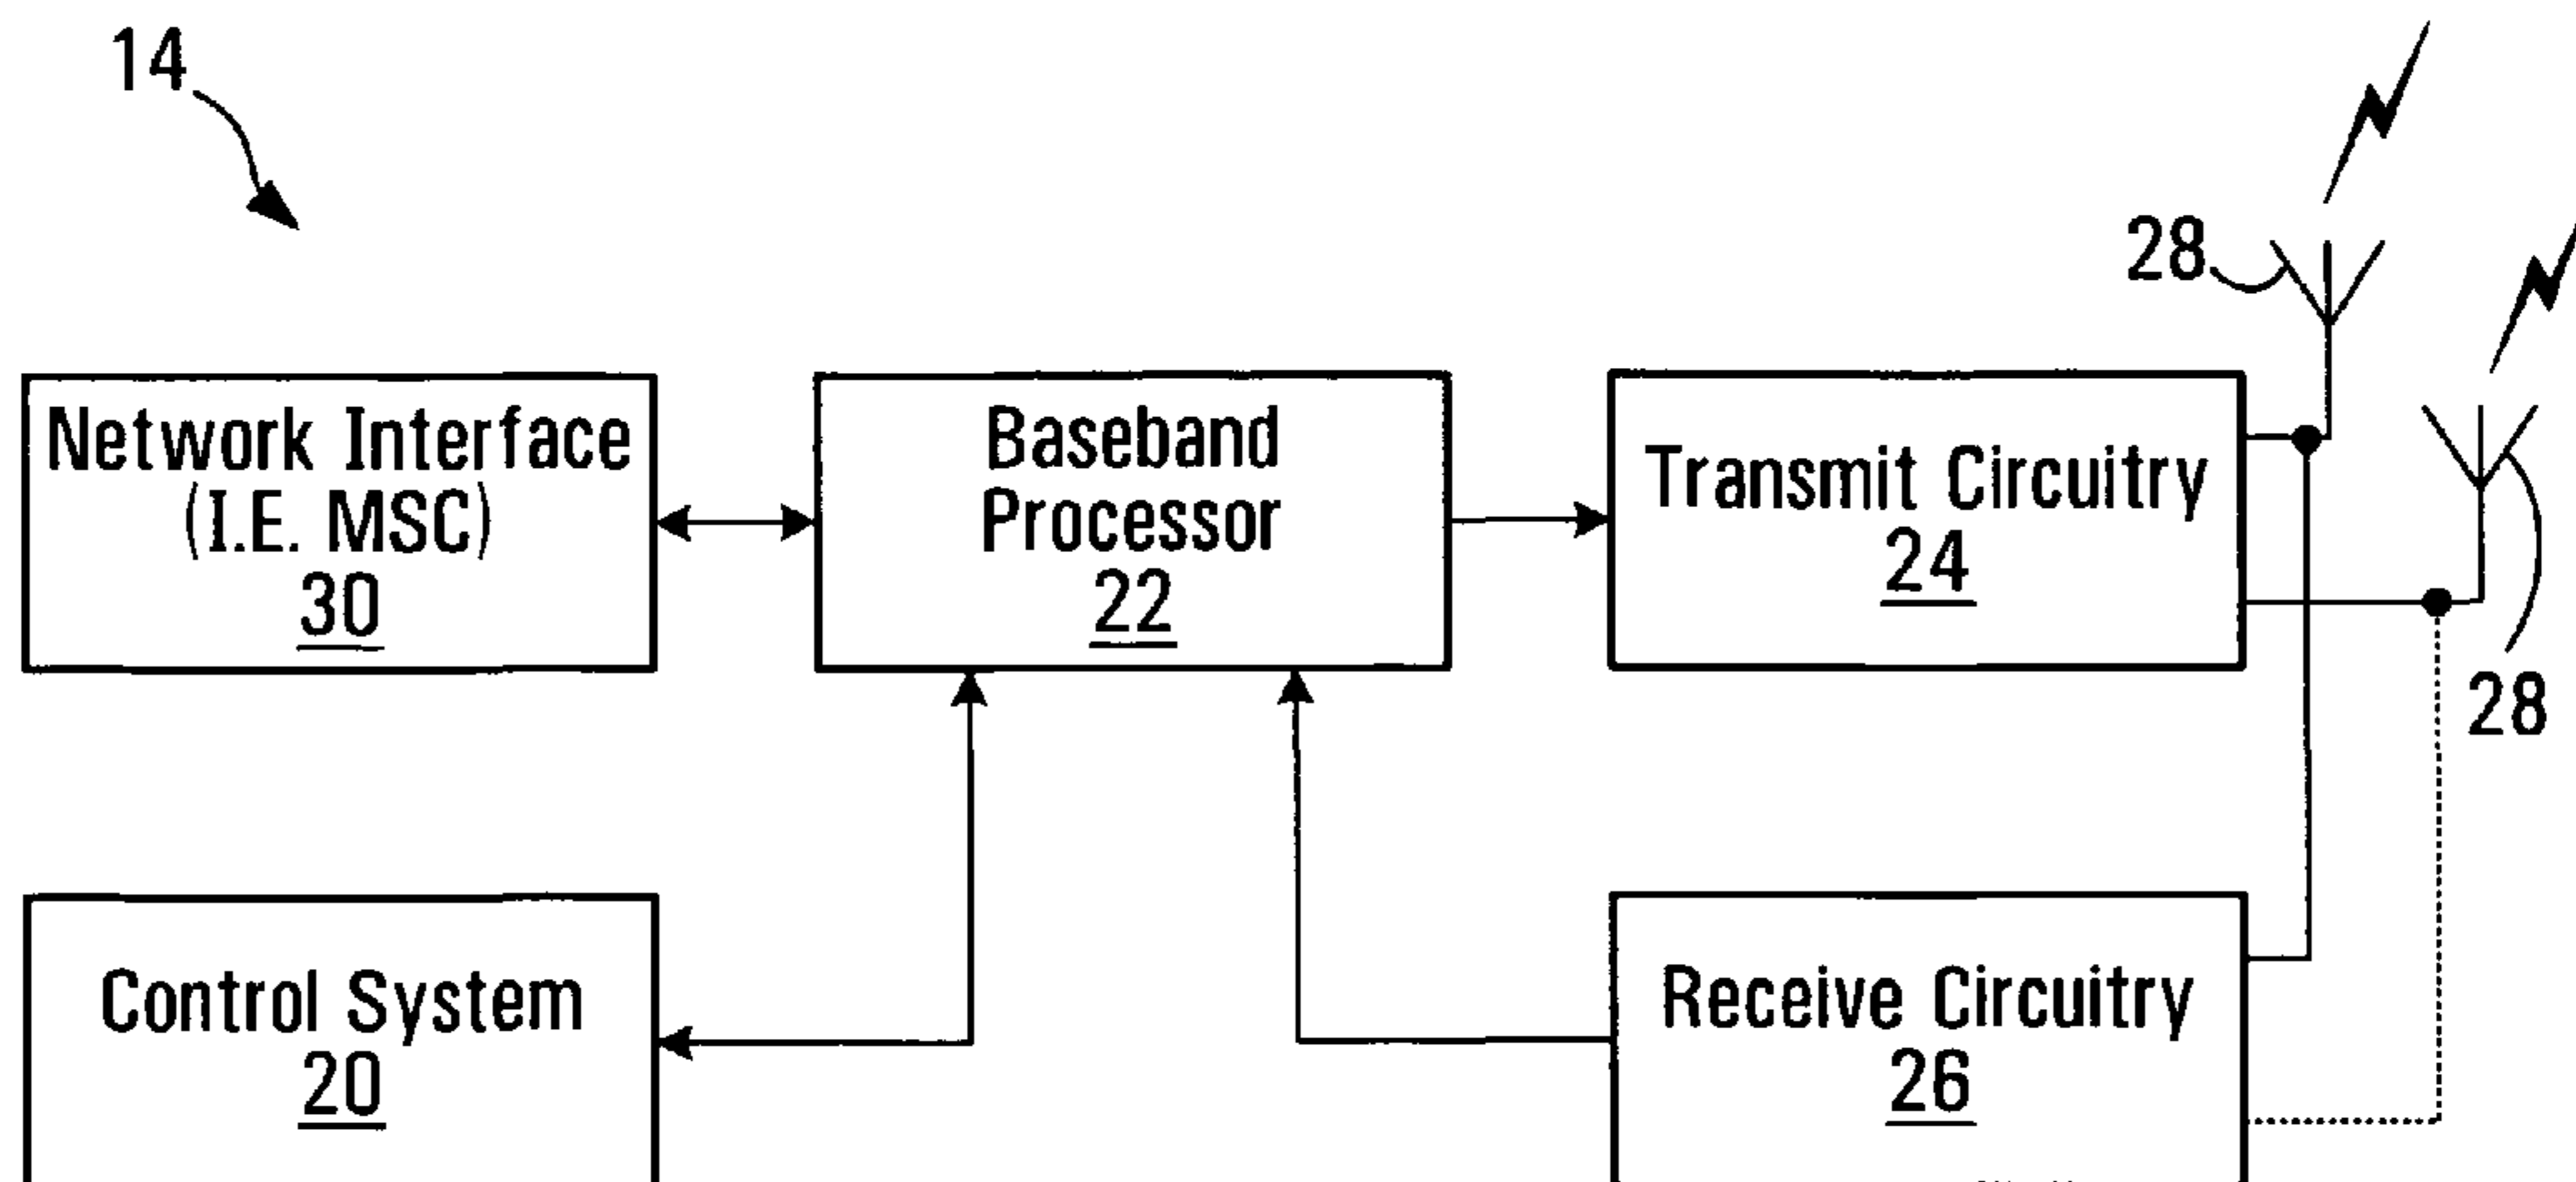 14
28
Network Interface
(I.E. MSC)
30
Baseband
Processor
22
Transmit Circuitry
24
28
Control System
20
Receive Circuitry
26